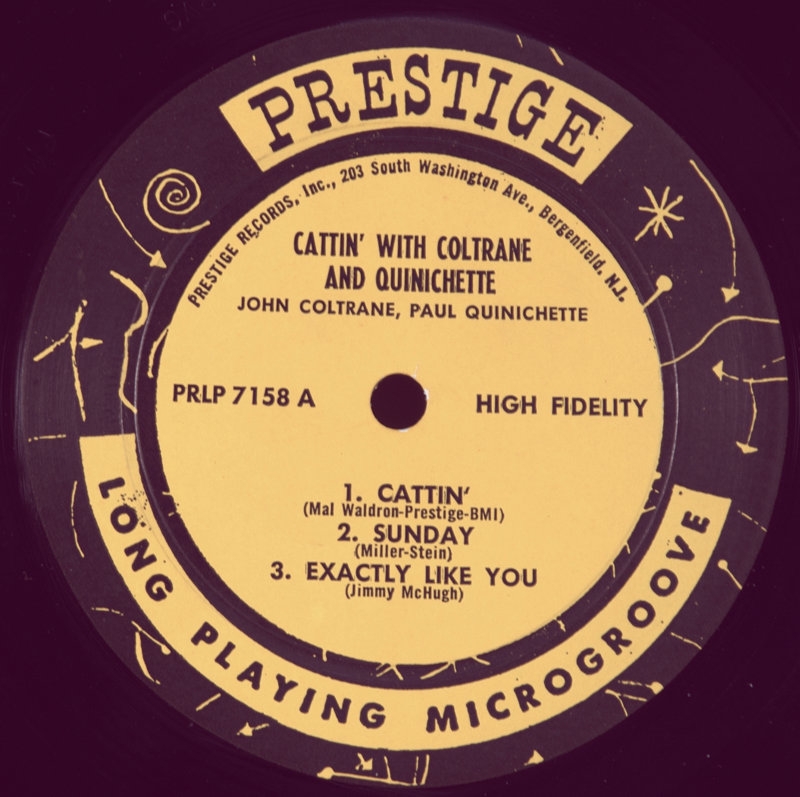 PRESTIGE
PRESTIGE RECORDS, Inc., 203 South Washington Ave., Bergenfield, N.J.
CATTIN' WITH COLTRANE
AND QUINICHETTE
JOHN COLTRANE, PAUL QUINICHETTE
PRLP 7158 A
HIGH FIDELITY
1. CATTIN'
(Mal Waldron-Prestige-BMI)
2. SUNDAY
(Miller-Stein)
3. EXACTLY LIKE YOU
(Jimmy McHugh)
LONG PLAYING MICROGROOVE